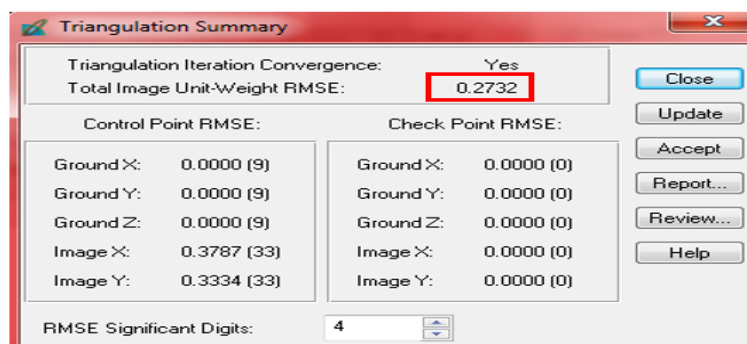 Triangulation Summary
Triangulation Iteration Convergence: Yes
Total Image Unit-Weight RMSE: 0.2732
Control Point RMSE: Check Point RMSE:
Ground X: 0.0000 (9) Ground X: 0.0000 (0)
Ground Y: 0.0000 (9) Ground Y: 0.0000 (0)
Ground Z: 0.0000 (9) Ground Z: 0.0000 (0)
Image X: 0.3787 (33) Image X: 0.0000 (0)
Image Y: 0.3334 (33) Image Y: 0.0000 (0)
RMSE Significant Digits: 4
Close
Update
Accept
Report...
Review...
Help